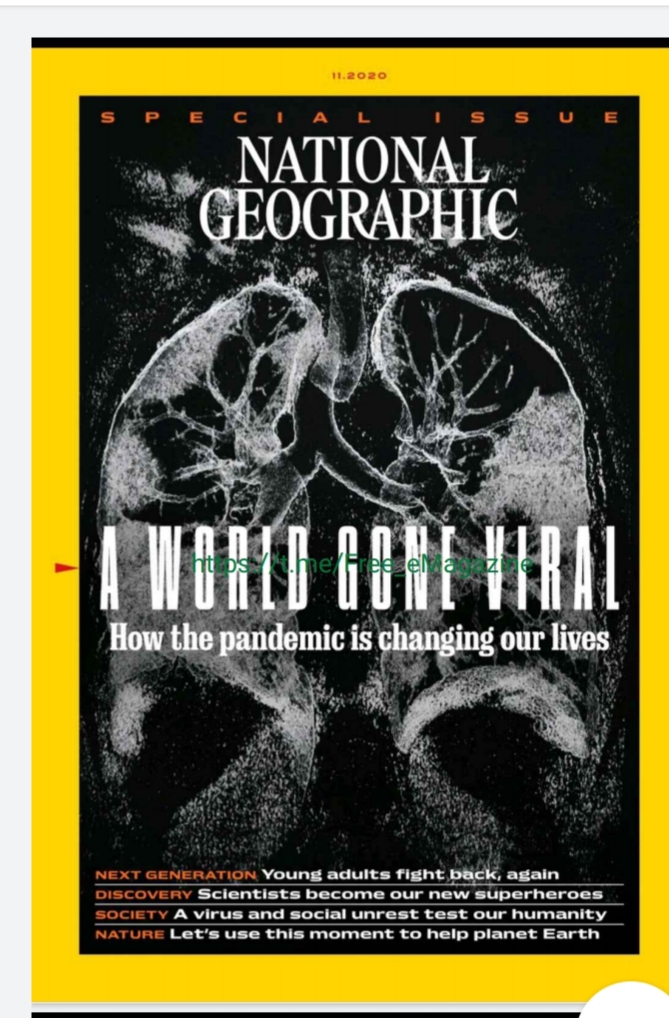 11.2020
SPECIAL ISSUE
NATIONAL
GEOGRAPHIC
A WORLD GONE VIRAL
https://t.me/Free_eMagazine
How the pandemic is changing our lives
NEXT GENERATION Young adults fight back, again
DISCOVERY Scientists become our new superheroes
SOCIETY A virus and social unrest test our humanity
NATURE Let's use this moment to help planet Earth